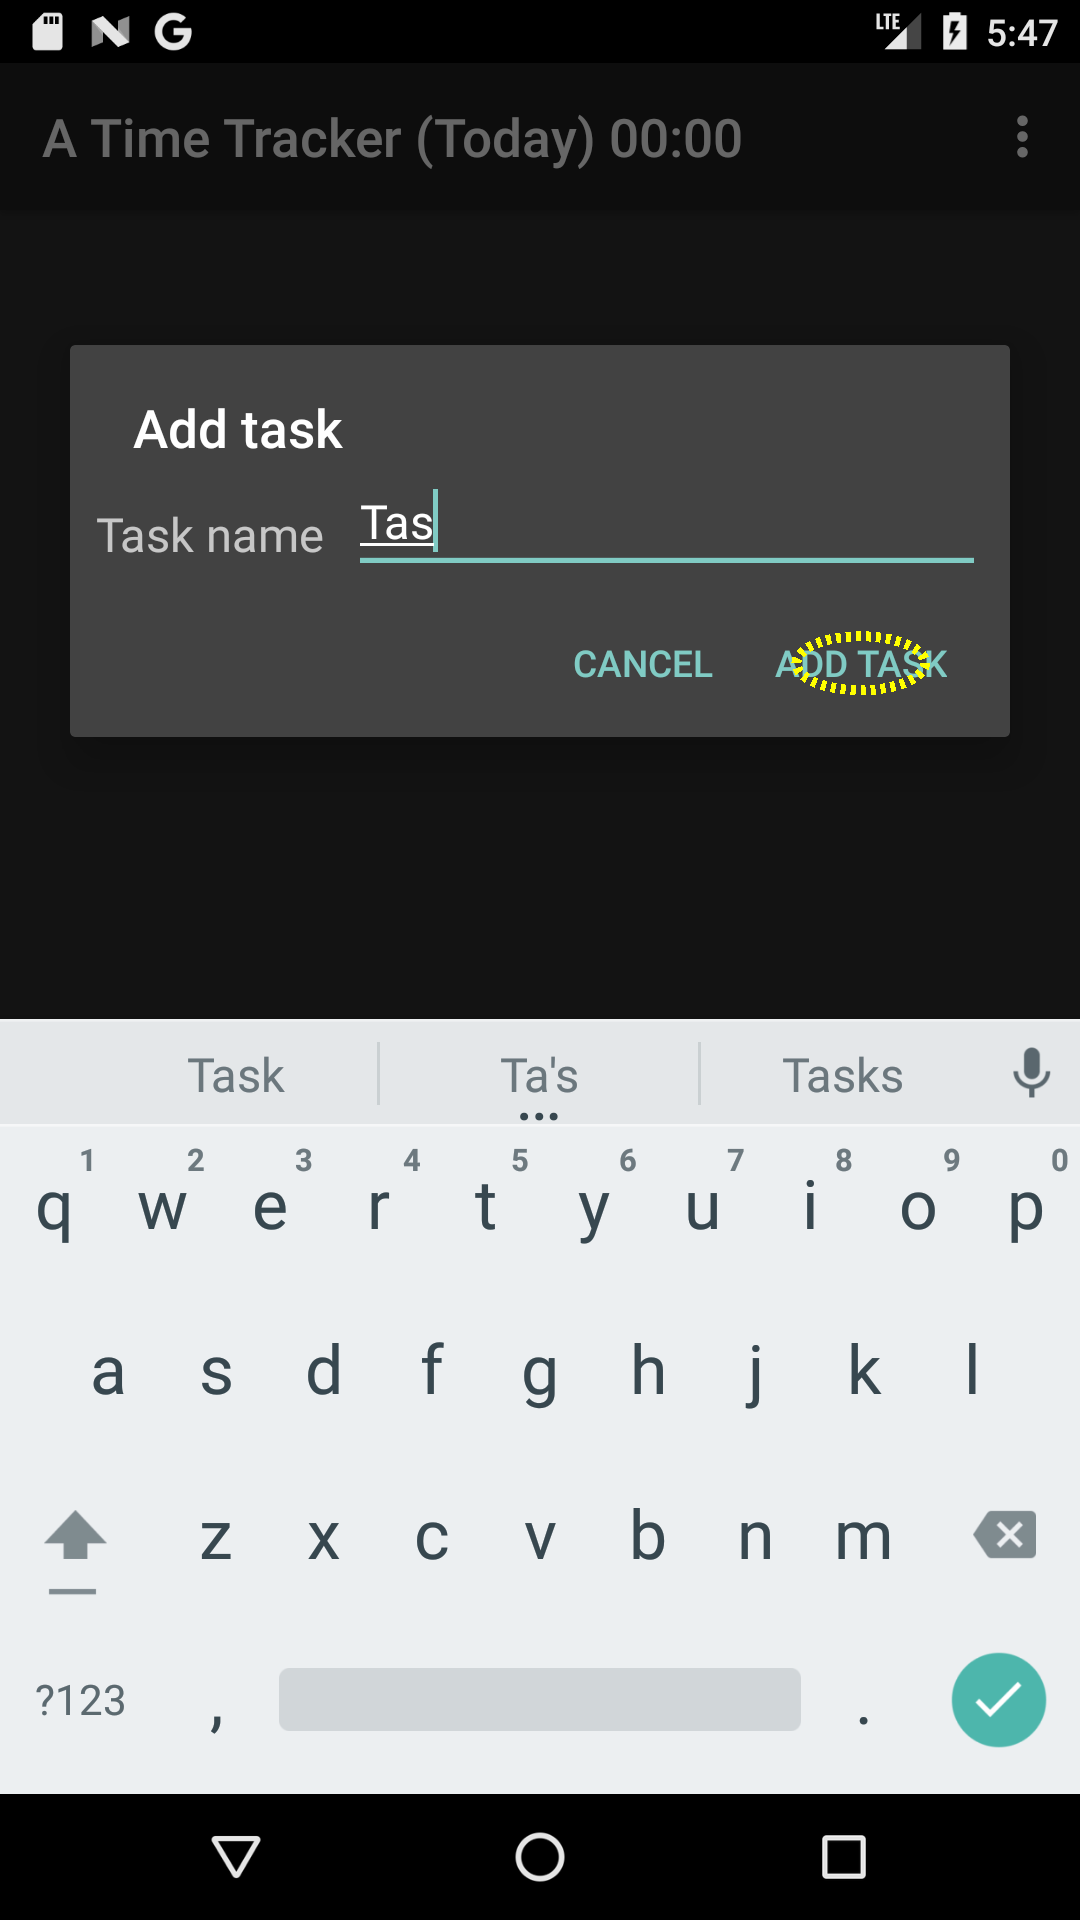 LTE 5:47
A Time Tracker (Today) 00:00
Add task
Task name Tas
CANCEL ADD TASK
Task Ta's Tasks
1 2 3 4 5 6 7 8 9 0
q w e r t y u i o p
a s d f g h j k l
z x c v b n m
?123 , .